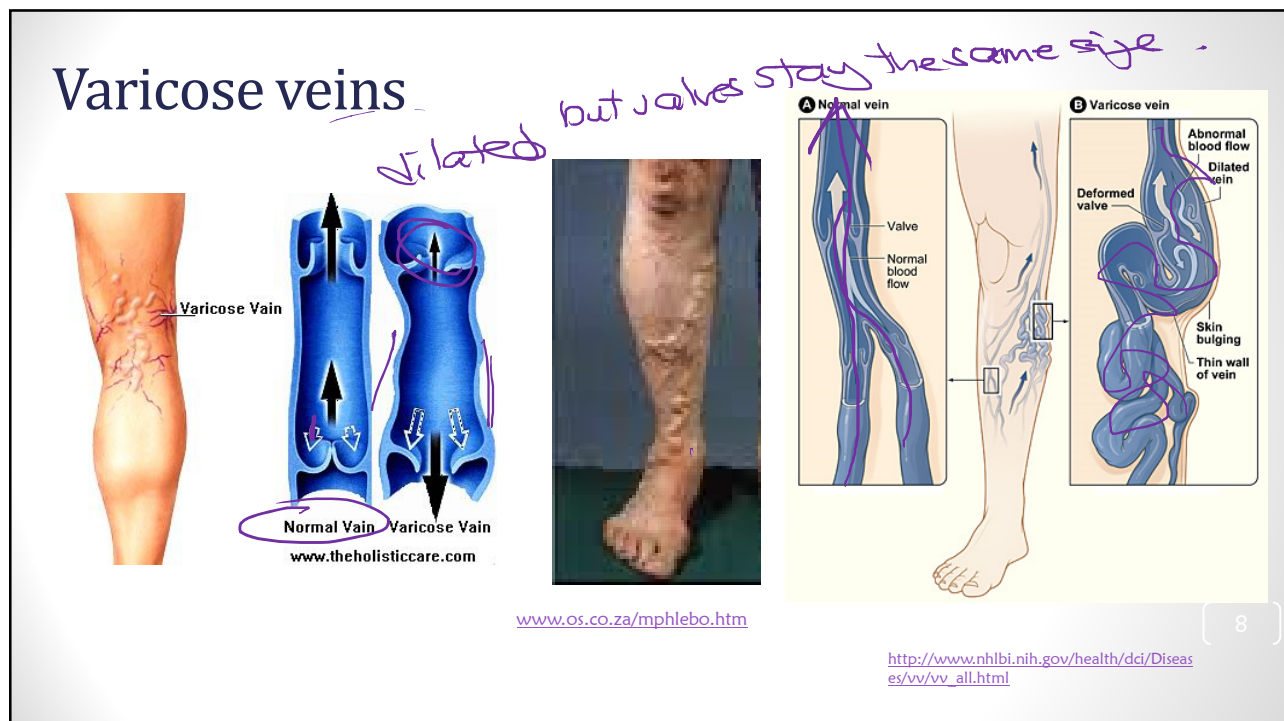 Varicose veins
dilated but valves stay the same size.
Varicose Vain
Normal Vain
Varicose Vain
www.theholisticcare.com
www.os.co.za/mphlebo.htm
A Normal vein
Valve
Normal
blood
flow
B Varicose vein
Abnormal
blood flow
Dilated
vein
Deformed
valve
Skin
bulging
Thin wall
of vein
8
http://www.nhlbi.nih.gov/health/dci/Diseas
es/vv/vv_all.html